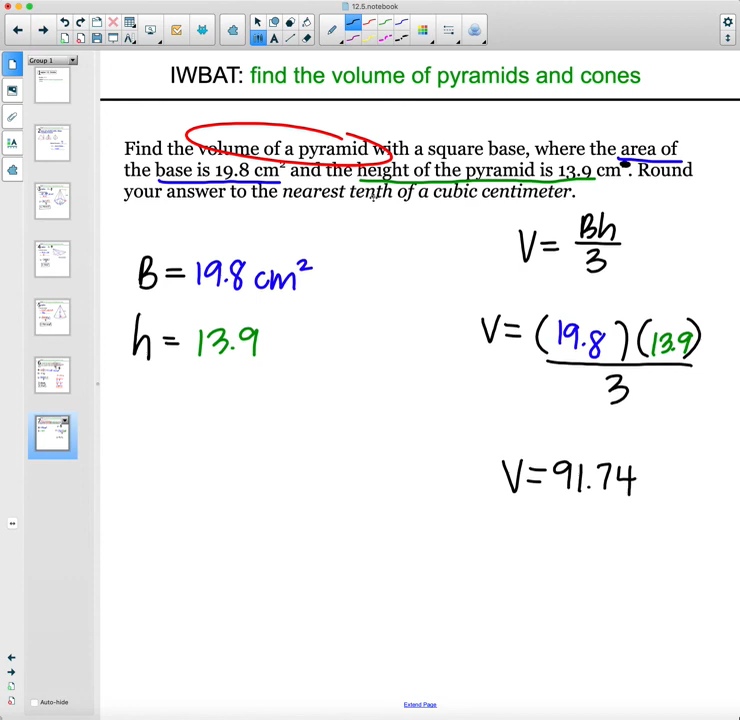 12.5.notebook
Group 1
IWBAT: find the volume of pyramids and cones
Find the volume of a pyramid with a square base, where the area of
the base is 19.8 cm² and the height of the pyramid is 13.9 cm. Round
your answer to the nearest tenth of a cubic centimeter.
V = Bh/3
B = 19.8 cm²
h = 13.9
V = (19.8)(13.9)/3
V = 91.74
Auto-hide
Extend Page